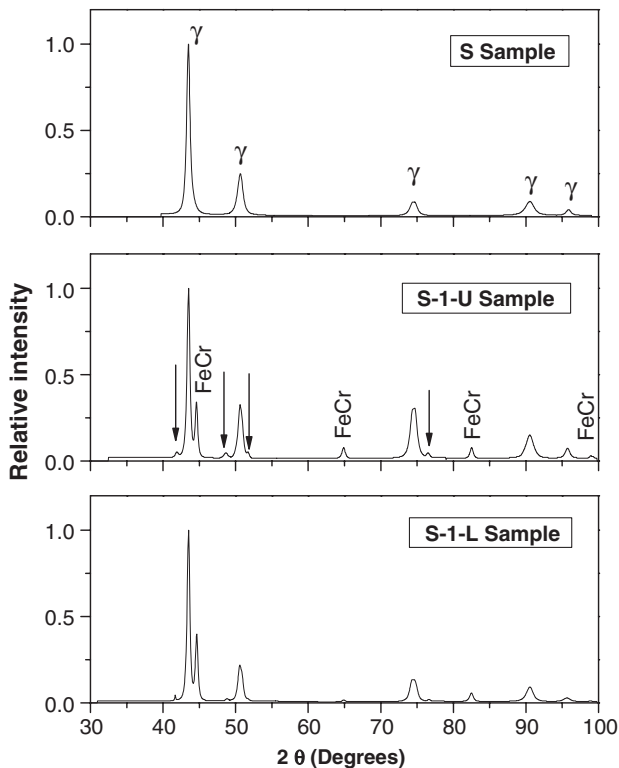 γ
1.0
S Sample
γ
0.5
γ
γ
γ
0.0
Relative intensity
1.0
S-1-U Sample
FeCr
0.5
FeCr
FeCr
FeCr
0.0
1.0
S-1-L Sample
0.5
0.0
30 40 50 60 70 80 90 100
2 θ (Degrees)